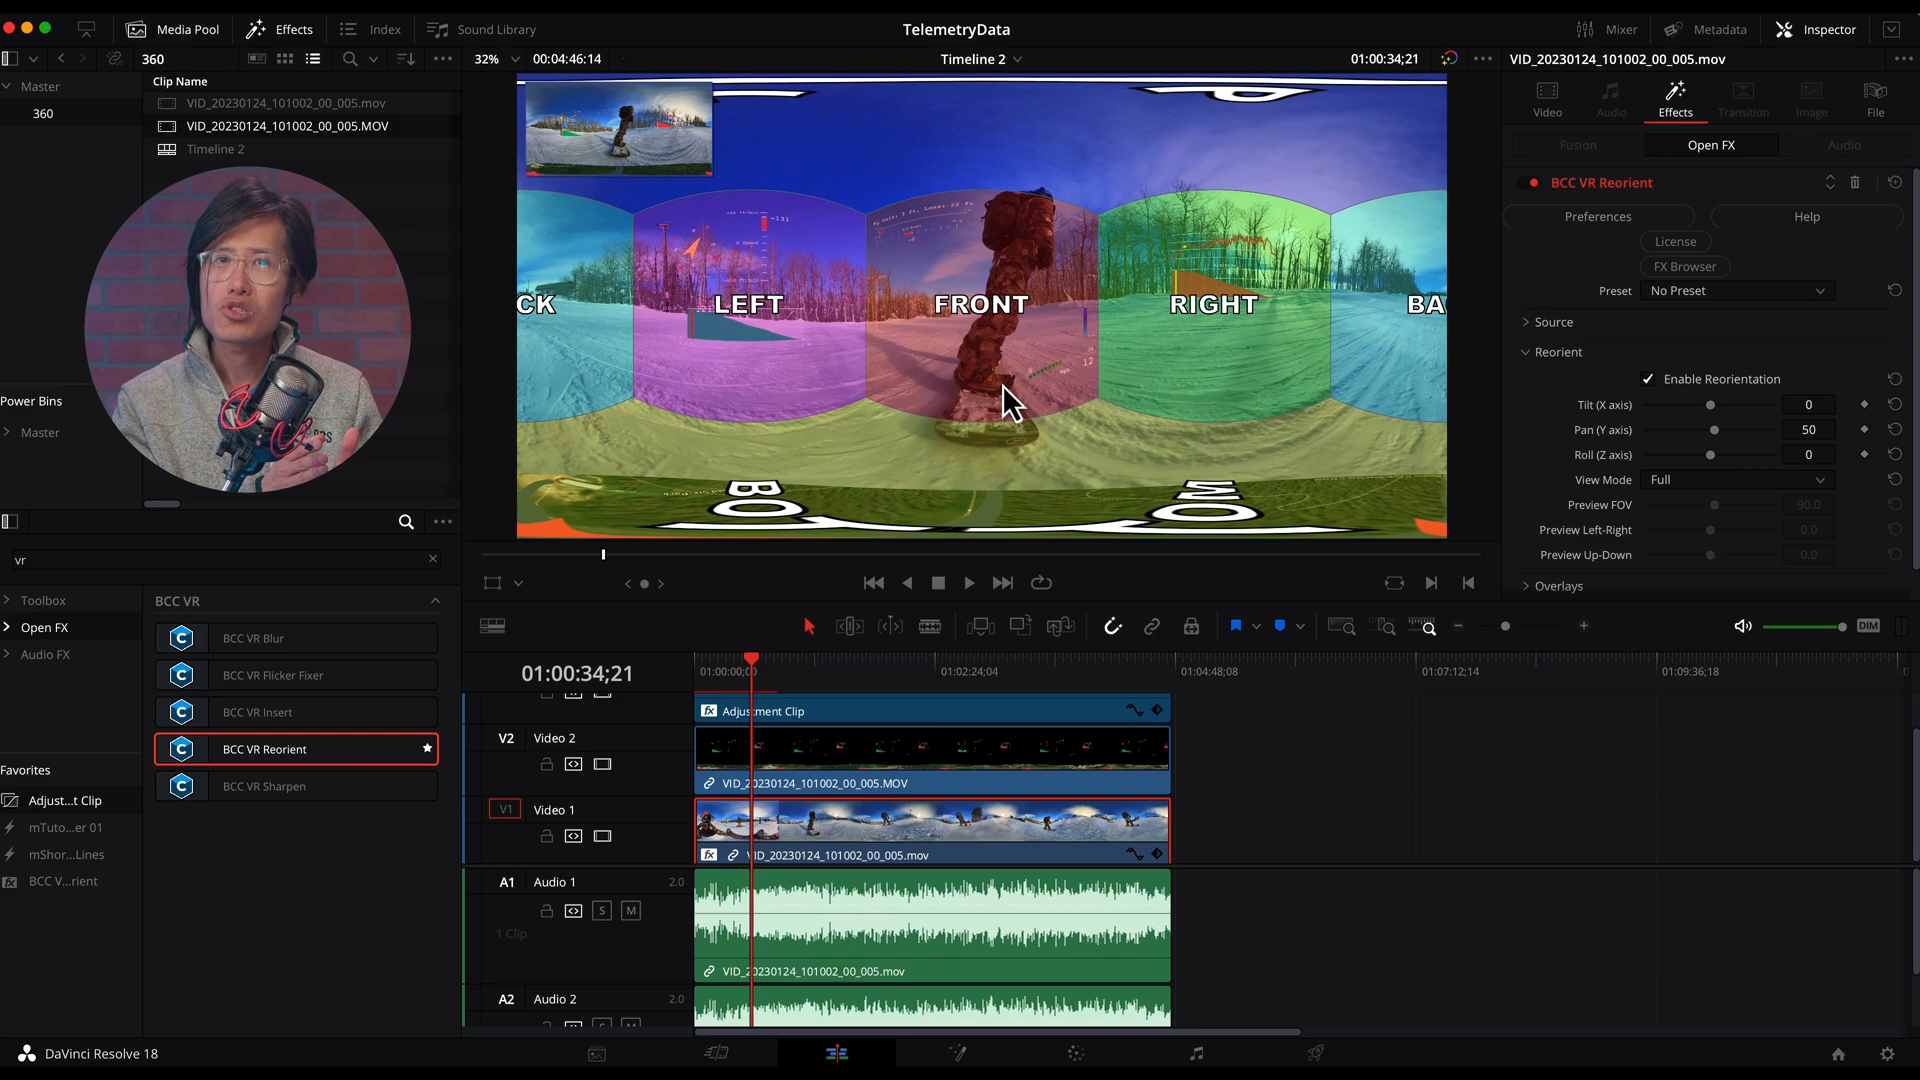 Media Pool
Effects
Index
Sound Library
TelemetryData
Mixer
Metadata
Inspector
360
32%
00:04:46:14
Timeline 2
01:00:34;21
VID_20230124_101002_00_005.mov
Master
360
Clip Name
VID_20230124_101002_00_005.mov
VID_20230124_101002_00_005.MOV
Timeline 2
Power Bins
Master
CK
LEFT
FRONT
RIGHT
BA
BO
-131
V Speed
12
Video
Audio
Effects
Transition
Image
File
Fusion
Open FX
Audio
BCC VR Reorient
Preferences
Help
License
FX Browser
Preset
No Preset
Source
Reorient
Enable Reorientation
Tilt (X axis)
0
Pan (Y axis)
50
Roll (Z axis)
0
View Mode
Full
Preview FOV
90.0
Preview Left-Right
0.0
Preview Up-Down
0.0
Overlays
vr
Toolbox
Open FX
Audio FX
BCC VR
BCC VR Blur
BCC VR Flicker Fixer
BCC VR Insert
BCC VR Reorient
BCC VR Sharpen
Favorites
Adjust...t Clip
mTuto...er 01
mShor...Lines
BCC V...rient
DIM
01:00:34;21
01:00:00;00
01:02:24;04
01:04:48;08
01:07:12;14
01:09:36;18
Adjustment Clip
V2
Video 2
VID_20230124_101002_00_005.MOV
V1
Video 1
VID_20230124_101002_00_005.mov
A1
Audio 1
2.0
S
M
1 Clip
VID_20230124_101002_00_005.mov
A2
Audio 2
2.0
S
M
DaVinci Resolve 18